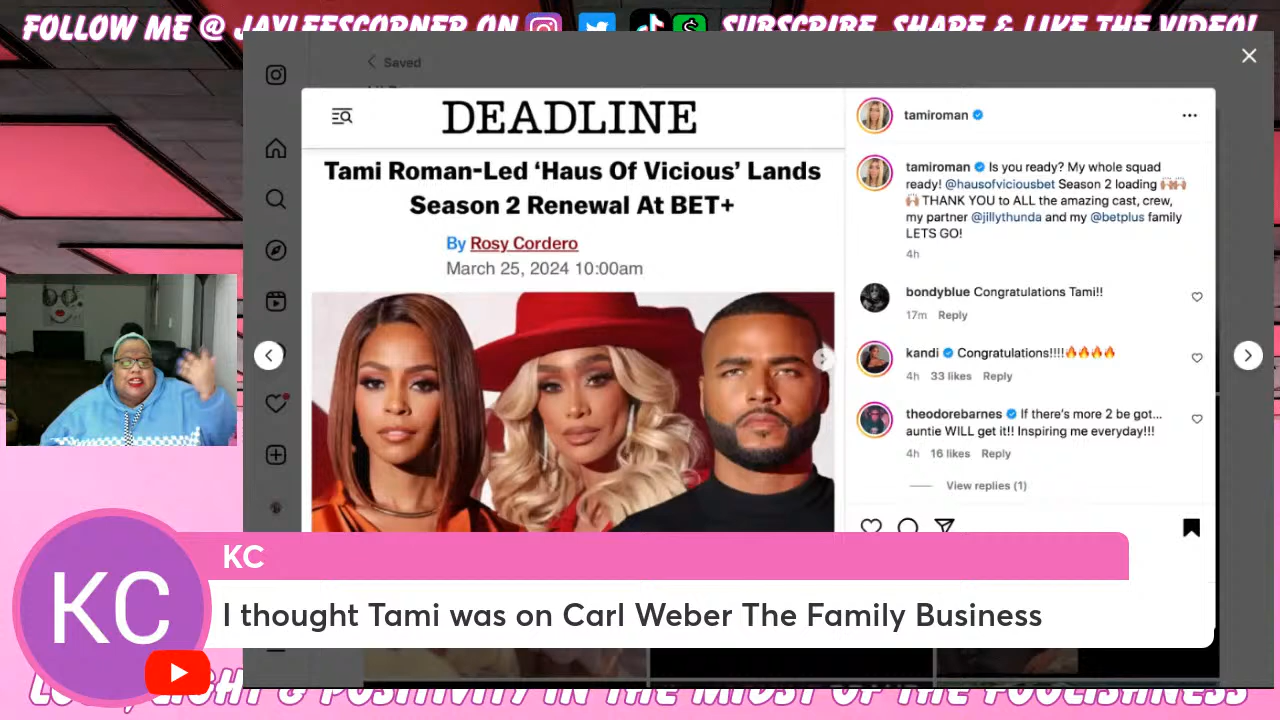 FOLLOW ME @ JAYLEESCORNER ON
SUBSCRIBE, SHARE & LIKE THE VIDEO!
Saved
DEADLINE
Tami Roman-Led ‘Haus Of Vicious’ Lands
Season 2 Renewal At BET+
By Rosy Cordero
March 25, 2024 10:00am
tamiroman
tamiroman Is you ready? My whole squad
ready! @hausofviciousbet Season 2 loading 🙌🏽🙌🏽
🙌🏽 THANK YOU to ALL the amazing cast, crew,
my partner @jillythunda and my @betplus family
LETS GO!
4h
bondyblue Congratulations Tami!!
17m Reply
kandi Congratulations!!!!🔥🔥🔥🔥
4h 33 likes Reply
theodorebarnes If there’s more 2 be got...
auntie WILL get it!! Inspiring me everyday!!!
4h 16 likes Reply
View replies (1)
KC
KC
I thought Tami was on Carl Weber The Family Business
& POSITIVITY IN THE MIDST OF THE FOOLISHNESS